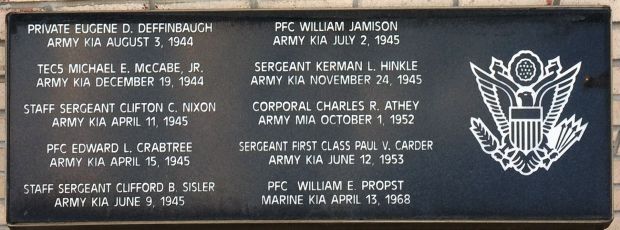 PRIVATE EUGENE D. DEFFINBAUGH
ARMY KIA AUGUST 3, 1944
TEC5 MICHAEL E. McCABE, JR.
ARMY KIA DECEMBER 19, 1944
STAFF SERGEANT CLIFTON C. NIXON
ARMY KIA APRIL 11, 1945
PFC EDWARD L. CRABTREE
ARMY KIA APRIL 15, 1945
STAFF SERGEANT CLIFFORD B. SISLER
ARMY KIA JUNE 9, 1945
PFC WILLIAM JAMISON
ARMY KIA JULY 2, 1945
SERGEANT KERMAN L. HINKLE
ARMY KIA NOVEMBER 24, 1945
CORPORAL CHARLES R. ATHEY
ARMY MIA OCTOBER 1, 1952
SERGEANT FIRST CLASS PAUL V. CARDER
ARMY KIA JUNE 12, 1953
PFC WILLIAM E. PROPST
MARINE KIA APRIL 13, 1968